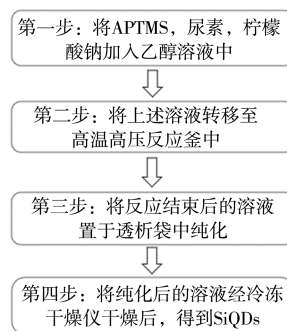 第一步：将APTMS，尿素，柠檬
酸钠加入乙醇溶液中
第二步：将上述溶液转移至
高温高压反应釜中
第三步：将反应结束后的溶液
置于透析袋中纯化
第四步：将纯化后的溶液经冷冻
干燥仪干燥后，得到SiQDs